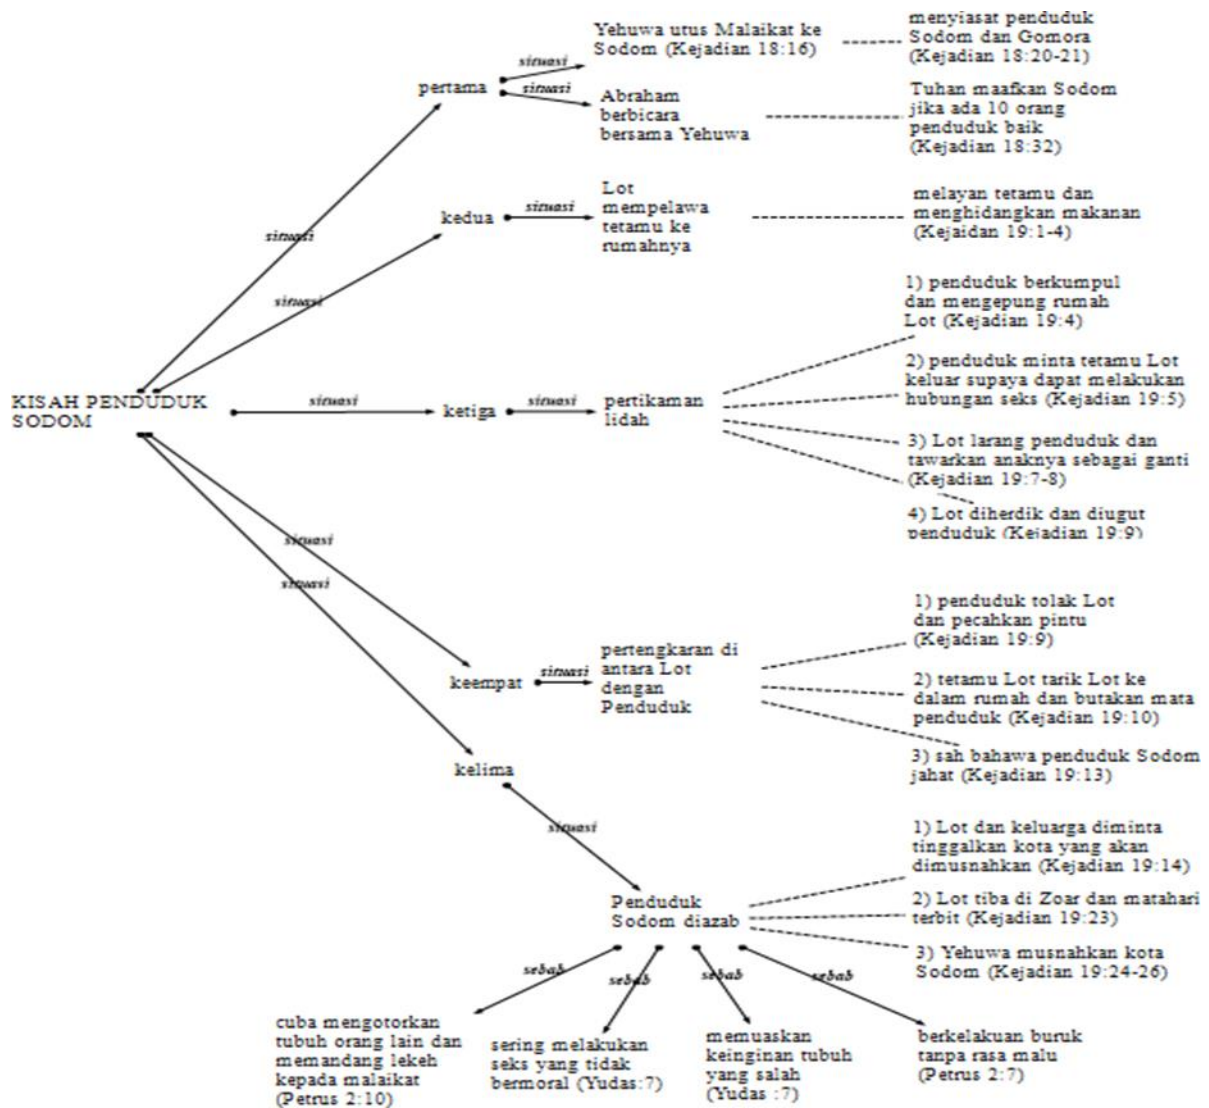 Yehuwa utus Malaikat ke
Sodom (Kejadian 18:16)
menyiasat penduduk
Sodom dan Gomora
(Kejadian 18:20-21)
situasi
pertama
situasi
Abraham
berbicara
bersama Yehuwa
Tuhan maafkan Sodom
jika ada 10 orang
penduduk baik
(Kejadian 18:32)
situasi
kedua
situasi
Lot
mempelawa
tetamu ke
rumahnya
melayan tetamu dan
menghidangkan makanan
(Kejaidan 19:1-4)
situasi
KISAH PENDUDUK
SODOM
situasi
ketiga
situasi
pertikaman
lidah
1) penduduk berkumpul
dan mengepung rumah
Lot (Kejadian 19:4)
2) penduduk minta tetamu Lot
keluar supaya dapat melakukan
hubungan seks (Kejadian 19:5)
3) Lot larang penduduk dan
tawarkan anaknya sebagai ganti
(Kejadian 19:7-8)
4) Lot diherdik dan diugut
penduduk (Kejadian 19:9)
situasi
situasi
keempat
situasi
pertengkaran di
antara Lot
dengan
Penduduk
1) penduduk tolak Lot
dan pecahkan pintu
(Kejadian 19:9)
2) tetamu Lot tarik Lot ke
dalam rumah dan butakan mata
penduduk (Kejadian 19:10)
3) sah bahawa penduduk Sodom
jahat (Kejadian 19:13)
kelima
situasi
Penduduk
Sodom diazab
1) Lot dan keluarga diminta
tinggalkan kota yang akan
dimusnahkan (Kejadian 19:14)
2) Lot tiba di Zoar dan matahari
terbit (Kejadian 19:23)
3) Yehuwa musnahkan kota
Sodom (Kejadian 19:24-26)
sebab
sebab
sebab
sebab
cuba mengotorkan
tubuh orang lain dan
memandang lekeh
kepada malaikat
(Petrus 2:10)
sering melakukan
seks yang tidak
bermoral (Yudas:7)
memuaskan
keinginan tubuh
yang salah
(Yudas :7)
berkelakuan buruk
tanpa rasa malu
(Petrus 2:7)